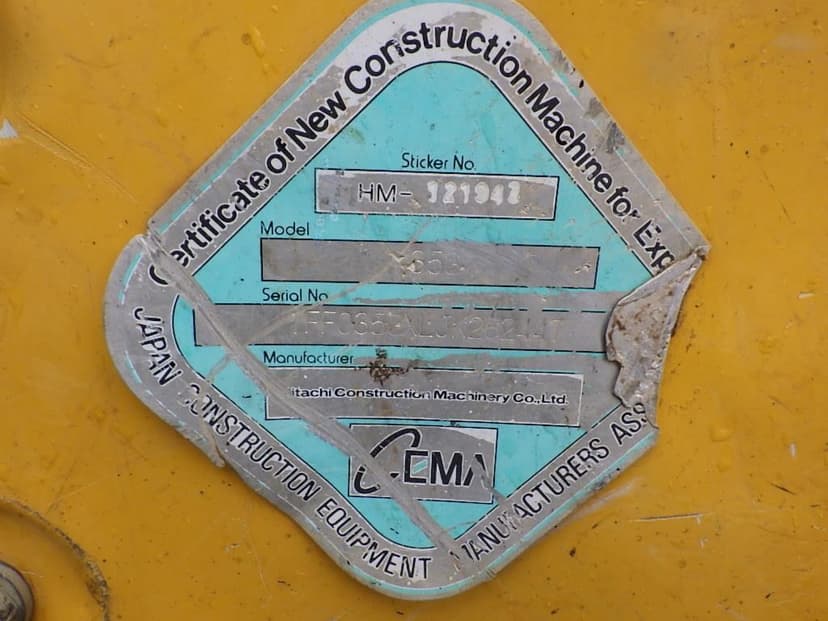 Certificate of New Construction Machine for Exp
Sticker No.
HM- 121942
Model
Serial No
Manufacturer
itachi Construction Machinery Co.,Ltd.
CEMA
JAPAN CONSTRUCTION EQUIPMENT MANUFACTURERS ASS